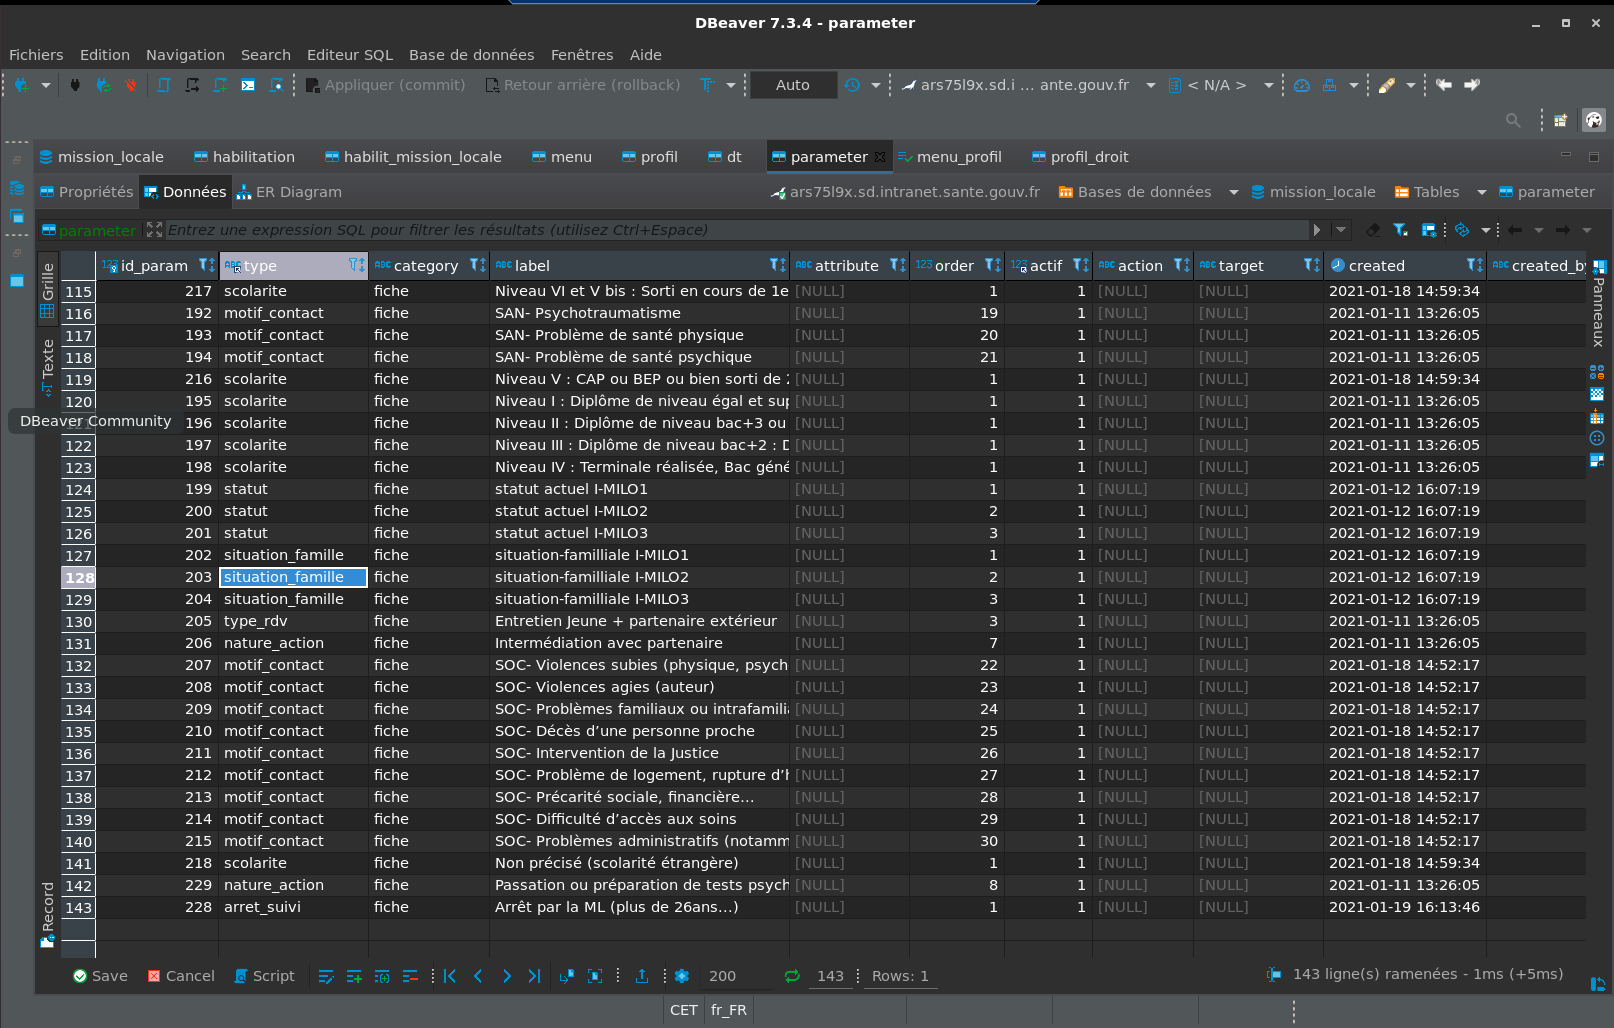 DBeaver 7.3.4 - parameter
Fichiers Edition Navigation Search Editeur SQL Base de données Fenêtres Aide
Appliquer (commit) Retour arrière (rollback) Auto ars75l9x.sd.i ... ante.gouv.fr < N/A >
mission_locale habilitation habilit_mission_locale menu profil dt parameter menu_profil profil_droit
Propriétés Données ER Diagram ars75l9x.sd.intranet.sante.gouv.fr Bases de données mission_locale Tables parameter
parameter Entrez une expression SQL pour filtrer les résultats (utilisez Ctrl+Espace)
Grille
Texte
Record
Panneaux
DBeaver Community
123 id_param ABC type ABC category ABC label ABC attribute 123 order 123 actif ABC action ABC target created ABC created_b
115 217 scolarite fiche Niveau VI et V bis : Sorti en cours de 1e [NULL] 1 1 [NULL] [NULL] 2021-01-18 14:59:34
116 192 motif_contact fiche SAN- Psychotraumatisme [NULL] 19 1 [NULL] [NULL] 2021-01-11 13:26:05
117 193 motif_contact fiche SAN- Problème de santé physique [NULL] 20 1 [NULL] [NULL] 2021-01-11 13:26:05
118 194 motif_contact fiche SAN- Problème de santé psychique [NULL] 21 1 [NULL] [NULL] 2021-01-11 13:26:05
119 216 scolarite fiche Niveau V : CAP ou BEP ou bien sorti de [NULL] 1 1 [NULL] [NULL] 2021-01-18 14:59:34
120 195 scolarite fiche Niveau I : Diplôme de niveau égal et sup [NULL] 1 1 [NULL] [NULL] 2021-01-11 13:26:05
121 196 scolarite fiche Niveau II : Diplôme de niveau bac+3 ou [NULL] 1 1 [NULL] [NULL] 2021-01-11 13:26:05
122 197 scolarite fiche Niveau III : Diplôme de niveau bac+2 : D [NULL] 1 1 [NULL] [NULL] 2021-01-11 13:26:05
123 198 scolarite fiche Niveau IV : Terminale réalisée, Bac géné [NULL] 1 1 [NULL] [NULL] 2021-01-11 13:26:05
124 199 statut fiche statut actuel I-MILO1 [NULL] 1 1 [NULL] [NULL] 2021-01-12 16:07:19
125 200 statut fiche statut actuel I-MILO2 [NULL] 2 1 [NULL] [NULL] 2021-01-12 16:07:19
126 201 statut fiche statut actuel I-MILO3 [NULL] 3 1 [NULL] [NULL] 2021-01-12 16:07:19
127 202 situation_famille fiche situation-familliale I-MILO1 [NULL] 1 1 [NULL] [NULL] 2021-01-12 16:07:19
128 203 situation_famille fiche situation-familliale I-MILO2 [NULL] 2 1 [NULL] [NULL] 2021-01-12 16:07:19
129 204 situation_famille fiche situation-familliale I-MILO3 [NULL] 3 1 [NULL] [NULL] 2021-01-12 16:07:19
130 205 type_rdv fiche Entretien Jeune + partenaire extérieur [NULL] 3 1 [NULL] [NULL] 2021-01-11 13:26:05
131 206 nature_action fiche Intermédiation avec partenaire [NULL] 7 1 [NULL] [NULL] 2021-01-11 13:26:05
132 207 motif_contact fiche SOC- Violences subies (physique, psych [NULL] 22 1 [NULL] [NULL] 2021-01-18 14:52:17
133 208 motif_contact fiche SOC- Violences agies (auteur) [NULL] 23 1 [NULL] [NULL] 2021-01-18 14:52:17
134 209 motif_contact fiche SOC- Problèmes familiaux ou intrafamilia [NULL] 24 1 [NULL] [NULL] 2021-01-18 14:52:17
135 210 motif_contact fiche SOC- Décès d’une personne proche [NULL] 25 1 [NULL] [NULL] 2021-01-18 14:52:17
136 211 motif_contact fiche SOC- Intervention de la Justice [NULL] 26 1 [NULL] [NULL] 2021-01-18 14:52:17
137 212 motif_contact fiche SOC- Problème de logement, rupture d’h [NULL] 27 1 [NULL] [NULL] 2021-01-18 14:52:17
138 213 motif_contact fiche SOC- Précarité sociale, financière... [NULL] 28 1 [NULL] [NULL] 2021-01-18 14:52:17
139 214 motif_contact fiche SOC- Difficulté d’accès aux soins [NULL] 29 1 [NULL] [NULL] 2021-01-18 14:52:17
140 215 motif_contact fiche SOC- Problèmes administratifs (notamm [NULL] 30 1 [NULL] [NULL] 2021-01-18 14:52:17
141 218 scolarite fiche Non précisé (scolarité étrangère) [NULL] 1 1 [NULL] [NULL] 2021-01-18 14:59:34
142 229 nature_action fiche Passation ou préparation de tests psych [NULL] 8 1 [NULL] [NULL] 2021-01-11 13:26:05
143 228 arret_suivi fiche Arrêt par la ML (plus de 26ans...) [NULL] 1 1 [NULL] [NULL] 2021-01-19 16:13:46
Save Cancel Script 200 143 Rows: 1 143 ligne(s) ramenées - 1ms (+5ms)
CET fr_FR